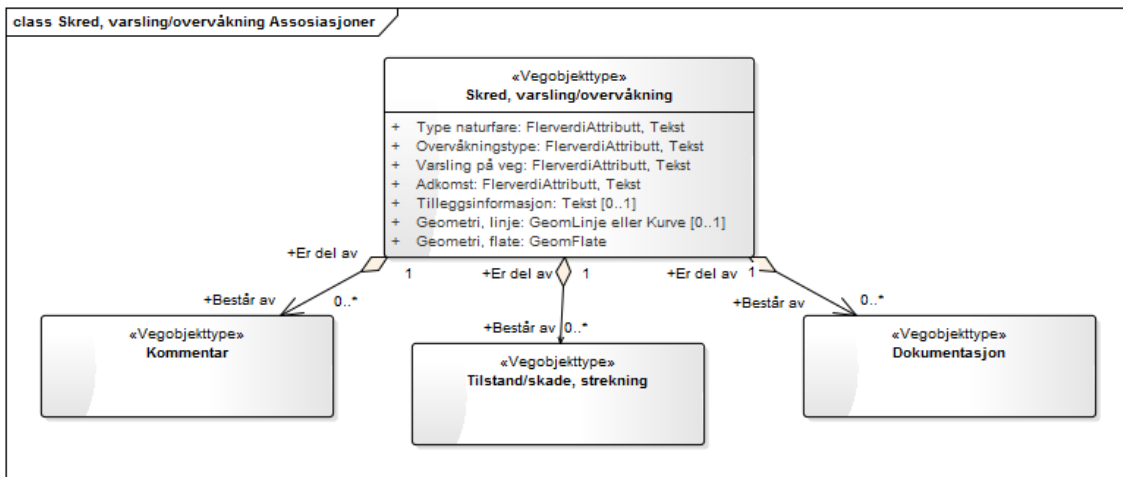 class Skred, varsling/overvåkning Assosiasjoner
«Vegobjekttype»
Skred, varsling/overvåkning
+ Type naturfare: FlerverdiAttributt, Tekst
+ Overvåkningstype: FlerverdiAttributt, Tekst
+ Varsling på veg: FlerverdiAttributt, Tekst
+ Adkomst: FlerverdiAttributt, Tekst
+ Tilleggsinformasjon: Tekst [0..1]
+ Geometri, linje: GeomLinje eller Kurve [0..1]
+ Geometri, flate: GeomFlate
+Er del av
1
+Er del av
1
+Er del av
1
+Består av
0..*
+Består av
0..*
+Består av
0..*
«Vegobjekttype»
Kommentar
«Vegobjekttype»
Tilstand/skade, strekning
«Vegobjekttype»
Dokumentasjon